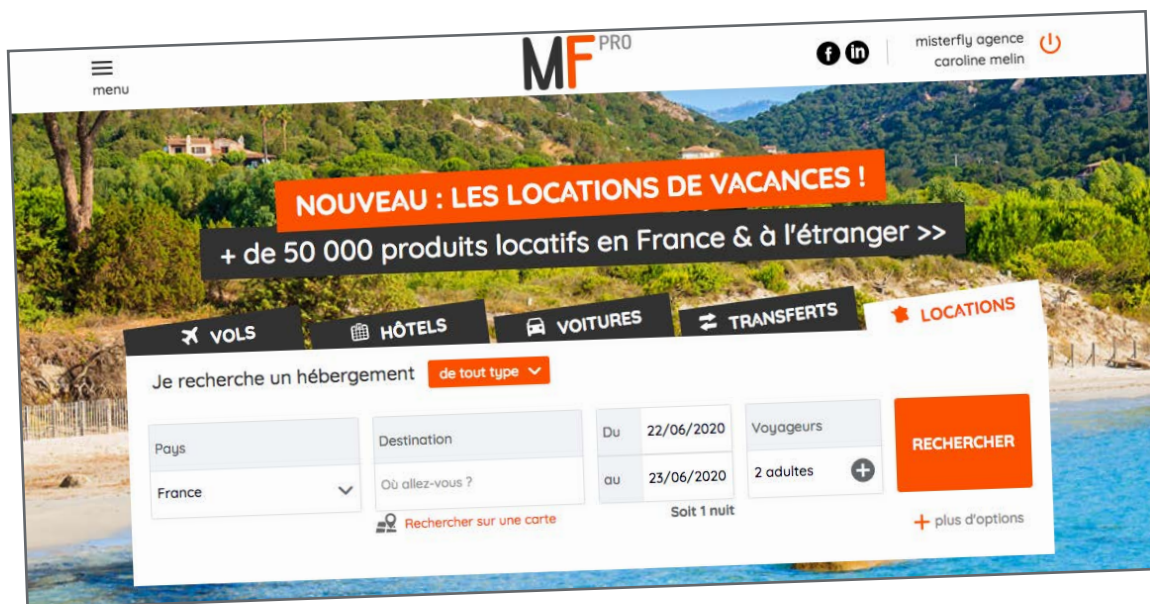 menu
MF PRO
misterfly agence
caroline melin
NOUVEAU : LES LOCATIONS DE VACANCES !
+ de 50 000 produits locatifs en France & à l'étranger >>
VOLS
HÔTELS
VOITURES
TRANSFERTS
LOCATIONS
Je recherche un hébergement de tout type
Pays
France
Destination
Où allez-vous ?
Rechercher sur une carte
Du 22/06/2020
au 23/06/2020
Soit 1 nuit
Voyageurs
2 adultes
RECHERCHER
+ plus d'options